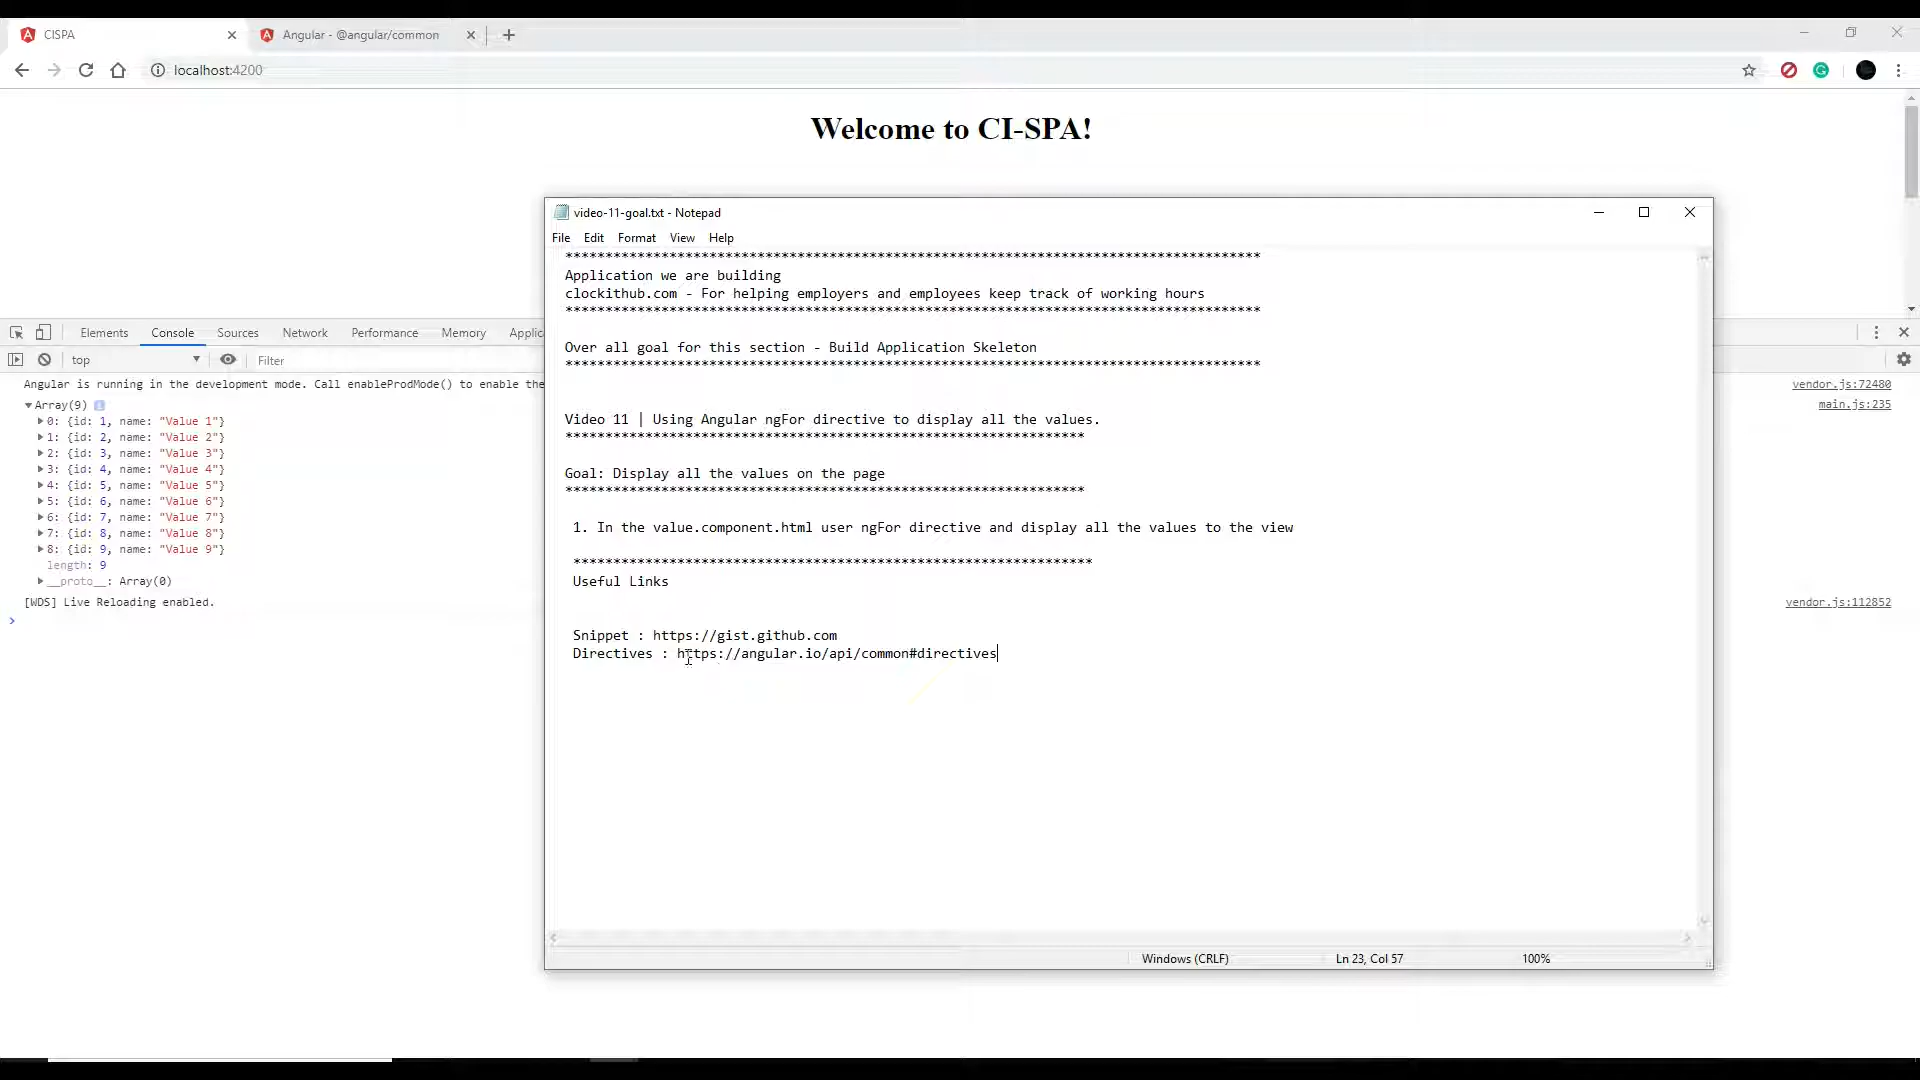 CISPA
Angular - @angular/common
localhost:4200
Welcome to CI-SPA!
video-11-goal.txt - Notepad
File Edit Format View Help
***************************************************************************************
Application we are building
clockithub.com - For helping employers and employees keep track of working hours
***************************************************************************************
Over all goal for this section - Build Application Skeleton
***************************************************************************************
Video 11 | Using Angular ngFor directive to display all the values.
*****************************************************************
Goal: Display all the values on the page
*****************************************************************
1. In the value.component.html user ngFor directive and display all the values to the view
*****************************************************************
Useful Links
Snippet : https://gist.github.com
Directives : https://angular.io/api/common#directives
Windows (CRLF) Ln 23, Col 57 100%
Elements Console Sources Network Performance Memory Applic
top Filter
Angular is running in the development mode. Call enableProdMode() to enable the
vendor.js:72480
Array(9)
main.js:235
0: {id: 1, name: "Value 1"}
1: {id: 2, name: "Value 2"}
2: {id: 3, name: "Value 3"}
3: {id: 4, name: "Value 4"}
4: {id: 5, name: "Value 5"}
5: {id: 6, name: "Value 6"}
6: {id: 7, name: "Value 7"}
7: {id: 8, name: "Value 8"}
8: {id: 9, name: "Value 9"}
length: 9
__proto__: Array(0)
[WDS] Live Reloading enabled.
vendor.js:112852